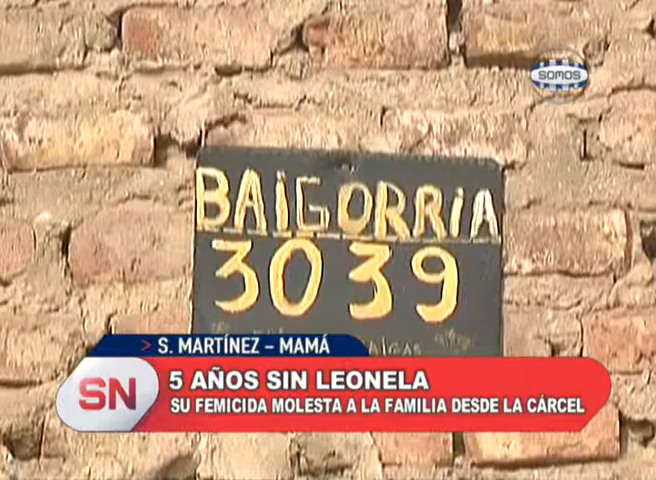 SOMOS
BAIGORRIA
3039
> S. MARTÍNEZ – MAMÁ
SN
5 AÑOS SIN LEONELA
SU FEMICIDA MOLESTA A LA FAMILIA DESDE LA CÁRCEL